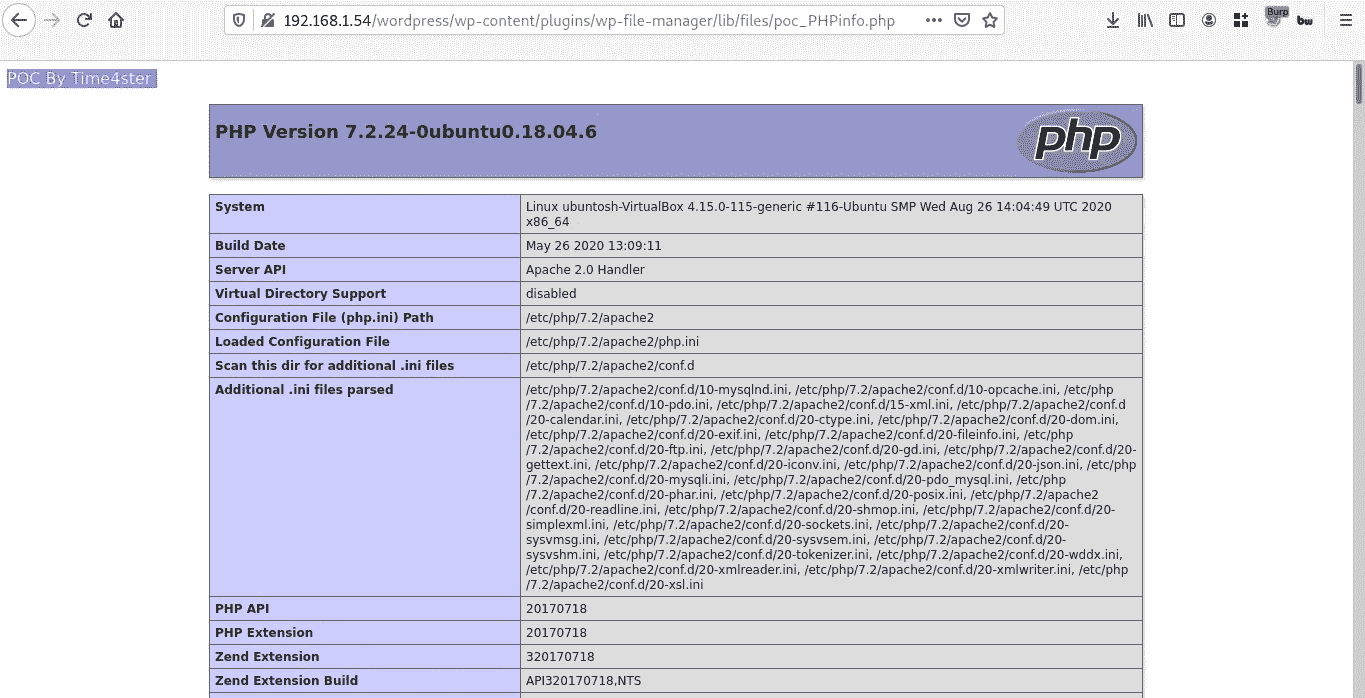 192.168.1.54/wordpress/wp-content/plugins/wp-file-manager/lib/files/poc_PHPinfo.php
Burp
bw
POC By Time4ster
PHP Version 7.2.24-0ubuntu0.18.04.6
php
System Linux ubuntosh-VirtualBox 4.15.0-115-generic #116-Ubuntu SMP Wed Aug 26 14:04:49 UTC 2020
x86_64
Build Date May 26 2020 13:09:11
Server API Apache 2.0 Handler
Virtual Directory Support disabled
Configuration File (php.ini) Path /etc/php/7.2/apache2
Loaded Configuration File /etc/php/7.2/apache2/php.ini
Scan this dir for additional .ini files /etc/php/7.2/apache2/conf.d
Additional .ini files parsed /etc/php/7.2/apache2/conf.d/10-mysqlnd.ini, /etc/php/7.2/apache2/conf.d/10-opcache.ini, /etc/php
/7.2/apache2/conf.d/10-pdo.ini, /etc/php/7.2/apache2/conf.d/15-xml.ini, /etc/php/7.2/apache2/conf.d
/20-calendar.ini, /etc/php/7.2/apache2/conf.d/20-ctype.ini, /etc/php/7.2/apache2/conf.d/20-dom.ini,
/etc/php/7.2/apache2/conf.d/20-exif.ini, /etc/php/7.2/apache2/conf.d/20-fileinfo.ini, /etc/php
/7.2/apache2/conf.d/20-ftp.ini, /etc/php/7.2/apache2/conf.d/20-gd.ini, /etc/php/7.2/apache2/conf.d/20-
gettext.ini, /etc/php/7.2/apache2/conf.d/20-iconv.ini, /etc/php/7.2/apache2/conf.d/20-json.ini, /etc/php
/7.2/apache2/conf.d/20-mysqli.ini, /etc/php/7.2/apache2/conf.d/20-pdo_mysql.ini, /etc/php
/7.2/apache2/conf.d/20-phar.ini, /etc/php/7.2/apache2/conf.d/20-posix.ini, /etc/php/7.2/apache2
/conf.d/20-readline.ini, /etc/php/7.2/apache2/conf.d/20-shmop.ini, /etc/php/7.2/apache2/conf.d/20-
simplexml.ini, /etc/php/7.2/apache2/conf.d/20-sockets.ini, /etc/php/7.2/apache2/conf.d/20-
sysvmsg.ini, /etc/php/7.2/apache2/conf.d/20-sysvsem.ini, /etc/php/7.2/apache2/conf.d/20-
sysvshm.ini, /etc/php/7.2/apache2/conf.d/20-tokenizer.ini, /etc/php/7.2/apache2/conf.d/20-wddx.ini,
/etc/php/7.2/apache2/conf.d/20-xmlreader.ini, /etc/php/7.2/apache2/conf.d/20-xmlwriter.ini, /etc/php
/7.2/apache2/conf.d/20-xsl.ini
PHP API 20170718
PHP Extension 20170718
Zend Extension 320170718
Zend Extension Build API320170718,NTS